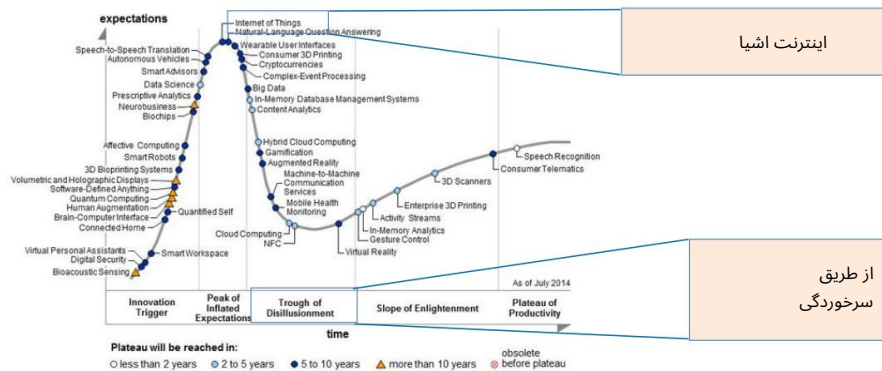 expectations
Internet of Things
Natural-Language Question Answering
Wearable User Interfaces
Consumer 3D Printing
Cryptocurrencies
Complex-Event Processing
Speech-to-Speech Translation
Autonomous Vehicles
Smart Advisors
Data Science
Prescriptive Analytics
Neurobusiness
Biochips
Big Data
In-Memory Database Management Systems
Content Analytics
Affective Computing
Smart Robots
3D Bioprinting Systems
Volumetric and Holographic Displays
Software-Defined Anything
Quantum Computing
Human Augmentation
Brain-Computer Interface
Connected Home
Quantified Self
Hybrid Cloud Computing
Gamification
Augmented Reality
Machine-to-Machine
Communication
Services
Mobile Health
Monitoring
Cloud Computing
NFC
Virtual Reality
Gesture Control
In-Memory Analytics
Activity Streams
Enterprise 3D Printing
3D Scanners
Consumer Telematics
Speech Recognition
Virtual Personal Assistants
Digital Security
Bioacoustic Sensing
Smart Workspace
As of July 2014
Innovation
Trigger
Peak of
Inflated
Expectations
Trough of
Disillusionment
Slope of Enlightenment
Plateau of
Productivity
time
Plateau will be reached in:
less than 2 years
2 to 5 years
5 to 10 years
more than 10 years
obsolete
before plateau
اینترنت اشیا
از طریق
سرخوردگی